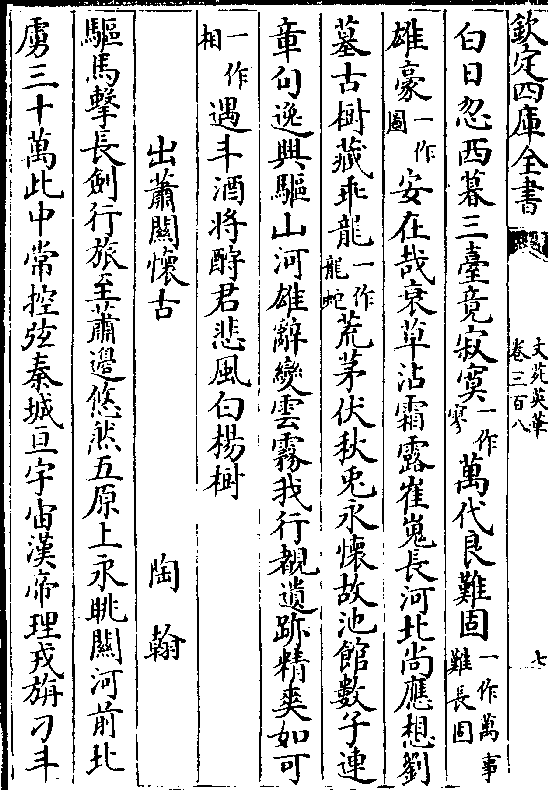 欽定四庫全書
文苑英華
卷三百八
七
白日忽西暮三臺竟寂寞一作寥萬代良難固一作萬事難長固
雄豪一作圖安在哉衰草沾霜露崔嵬長河北尚應想劉
墓古樹藏乖龍一作龍蛇荒茅伏秋兎永懐故池館數子連
章句逸興驅山河雄辭變雲霧我行覩遺跡精爽如可
一作相遇斗酒將酹君悲風白楊樹
出蕭關懐古 陶翰
驅馬擊長劍行旅至蕭邉悠然五原上永眺關河前北
虜三十萬此中常控弦秦城亘宇宙漢帝理戎旃刁斗